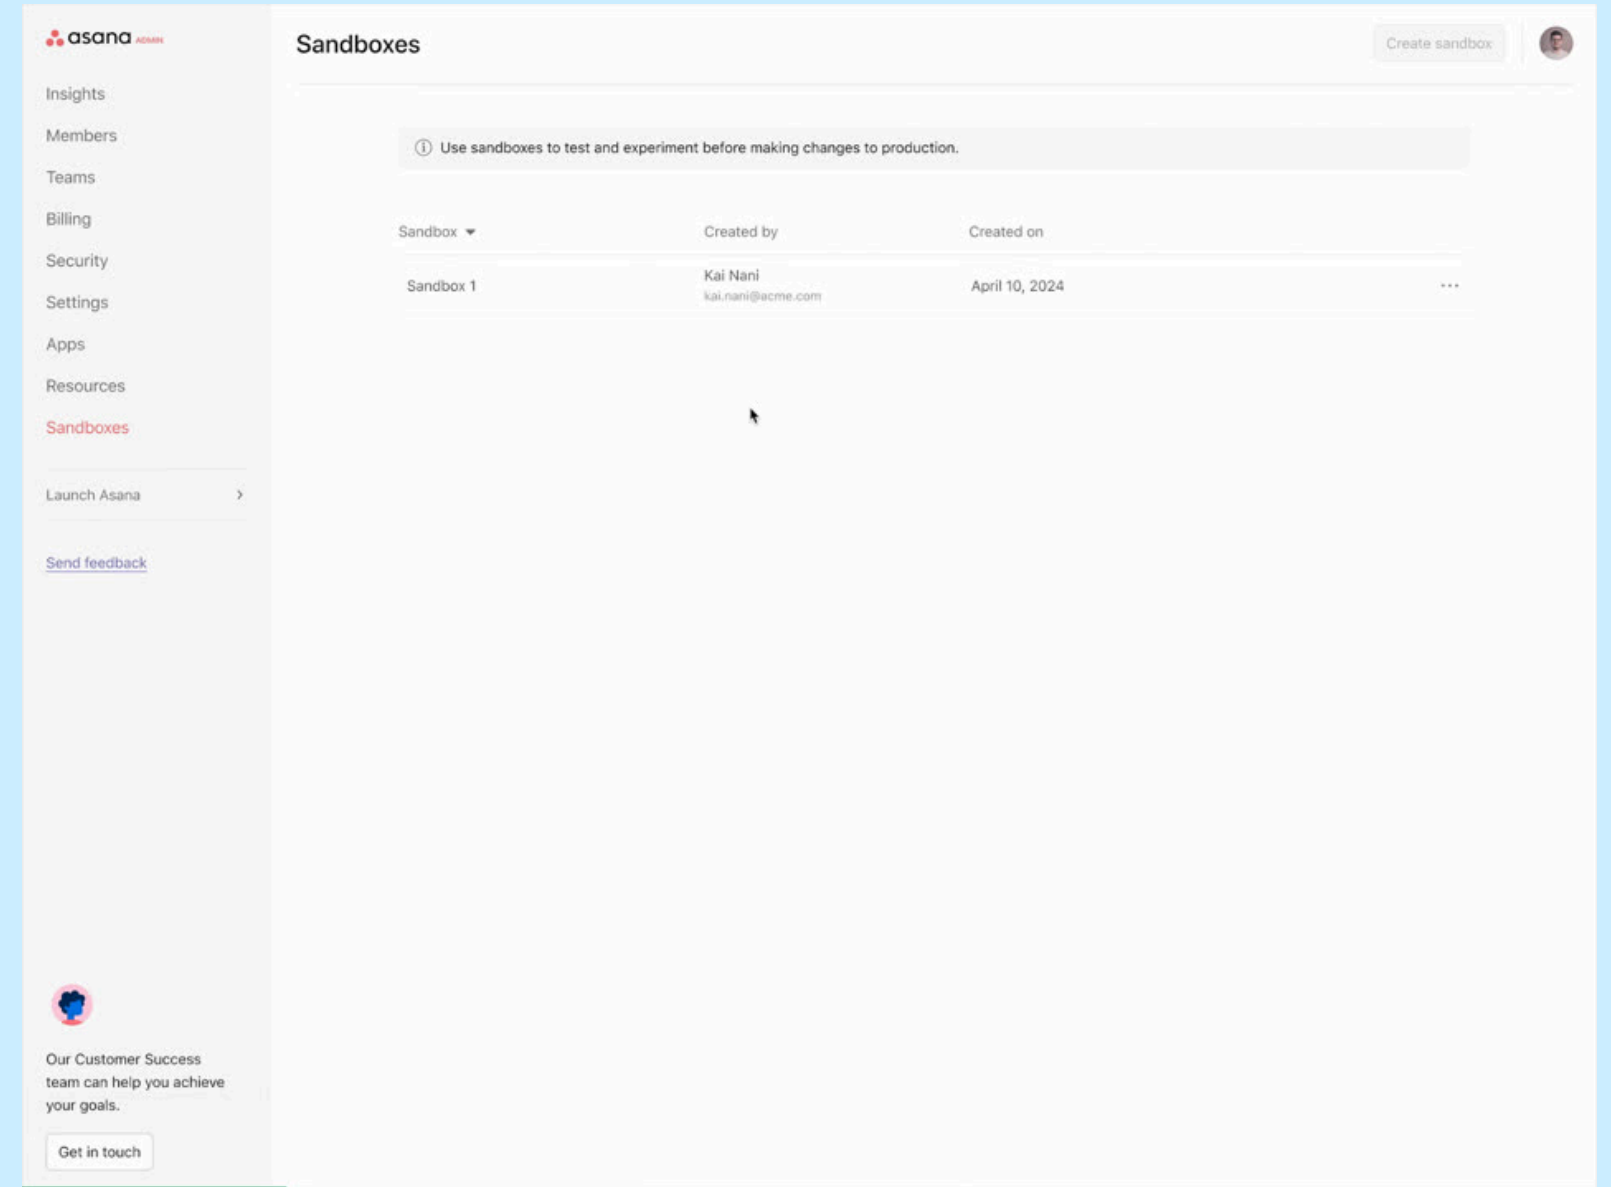 asana ADMIN
Insights
Members
Teams
Billing
Security
Settings
Apps
Resources
Sandboxes
Launch Asana
Send feedback
Our Customer Success
team can help you achieve
your goals.
Get in touch
Sandboxes
Create sandbox
Use sandboxes to test and experiment before making changes to production.
Sandbox Created by Created on
Sandbox 1 Kai Nani April 10, 2024
kai.nani@acme.com